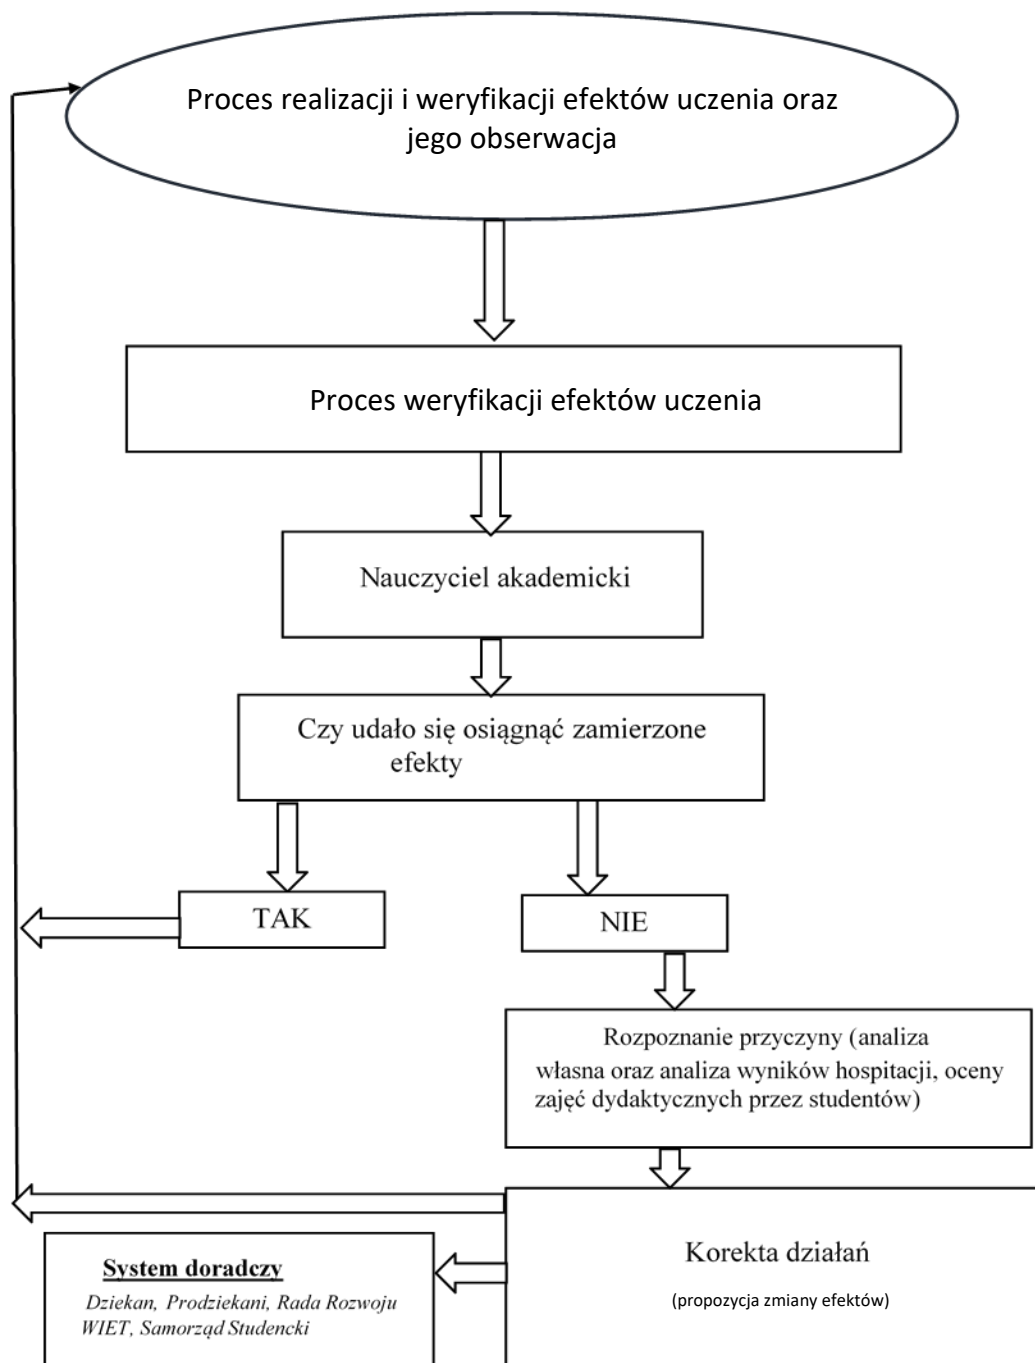 Proces realizacji i weryfikacji efektów uczenia oraz
jego obserwacja
Proces weryfikacji efektów uczenia
Nauczyciel akademicki
Czy udało się osiągnąć zamierzone
efekty
TAK
NIE
Rozpoznanie przyczyny (analiza
własna oraz analiza wyników hospitacji, oceny
zajęć dydaktycznych przez studentów)
Korekta działań
(propozycja zmiany efektów)
System doradczy
Dziekan, Prodziekani, Rada Rozwoju
WIET, Samorząd Studencki